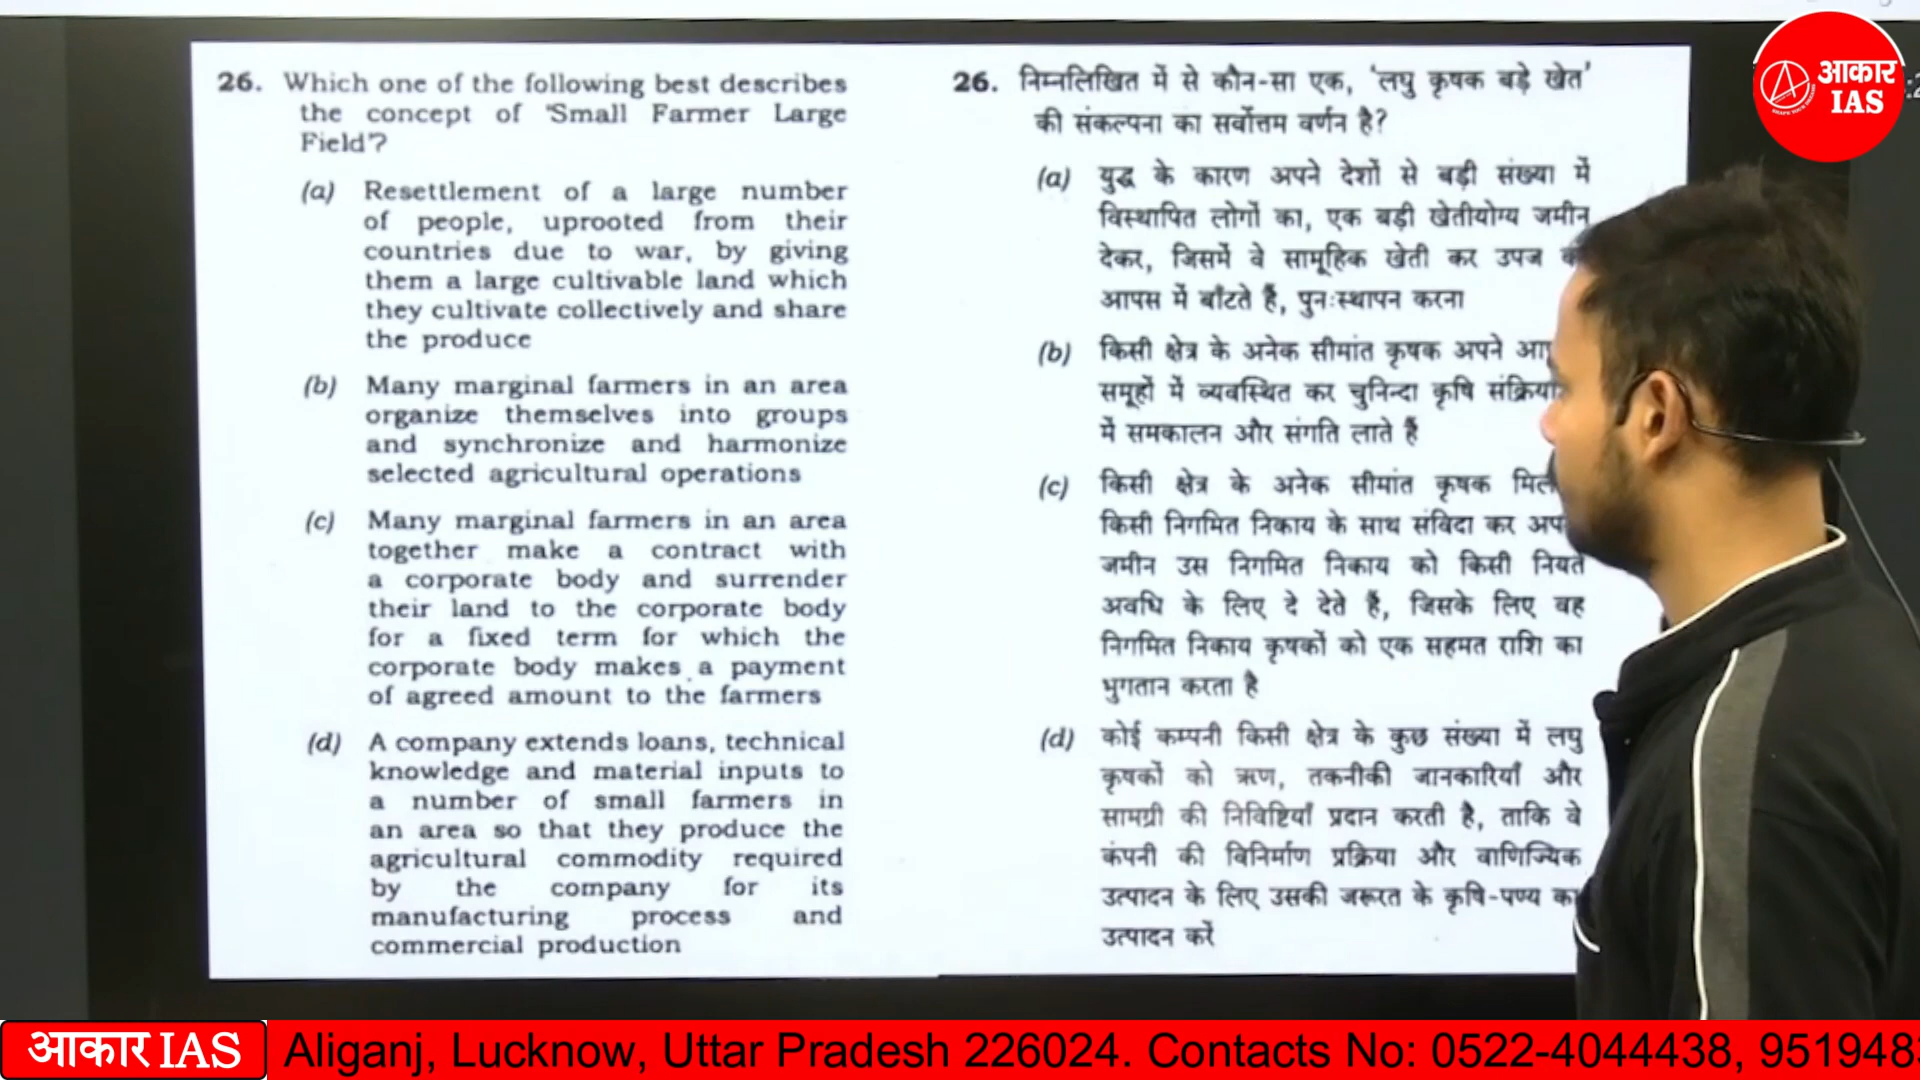 26. Which one of the following best describes
the concept of 'Small Farmer Large
Field'?
(a) Resettlement of a large number
of people, uprooted from their
countries due to war, by giving
them a large cultivable land which
they cultivate collectively and share
the produce
(b) Many marginal farmers in an area
organize themselves into groups
and synchronize and harmonize
selected agricultural operations
(c) Many marginal farmers in an area
together make a contract with
a corporate body and surrender
their land to the corporate body
for a fixed term for which the
corporate body makes a payment
of agreed amount to the farmers
(d) A company extends loans, technical
knowledge and material inputs to
a number of small farmers in
an area so that they produce the
agricultural commodity required
by the company for its
manufacturing process and
commercial production
26. निम्नलिखित में से कौन-सा एक, 'लघु कृषक बड़े खेत'
की संकल्पना का सर्वोत्तम वर्णन है?
(a) युद्ध के कारण अपने देशों से बड़ी संख्या में
विस्थापित लोगों का, एक बड़ी खेतीयोग्य जमीन
देकर, जिसमें वे सामूहिक खेती कर उपज
आपस में बाँटते हैं, पुनःस्थापन करना
(b) किसी क्षेत्र के अनेक सीमांत कृषक अपने
समूहों में व्यवस्थित कर चुनिन्दा कृषि
में समकालन और संगति लाते हैं
(c) किसी क्षेत्र के अनेक सीमांत कृषक
किसी निगमित निकाय के साथ संविदा कर
जमीन उस निगमित निकाय को किसी नियत
अवधि के लिए दे देते हैं, जिसके लिए वह
निगमित निकाय कृषकों को एक सहमत राशि का
भुगतान करता है
(d) कोई कम्पनी किसी क्षेत्र के कुछ संख्या में लघु
कृषकों को ऋण, तकनीकी जानकारियाँ और
सामग्री की निविष्टियाँ प्रदान करती है, ताकि वे
कंपनी की विनिर्माण प्रक्रिया और वाणिज्यिक
उत्पादन के लिए उसकी जरूरत के कृषि-पण्य का
उत्पादन करें
आकार
IAS
आकार IAS Aliganj, Lucknow, Uttar Pradesh 226024. Contacts No: 0522-4044438, 951948